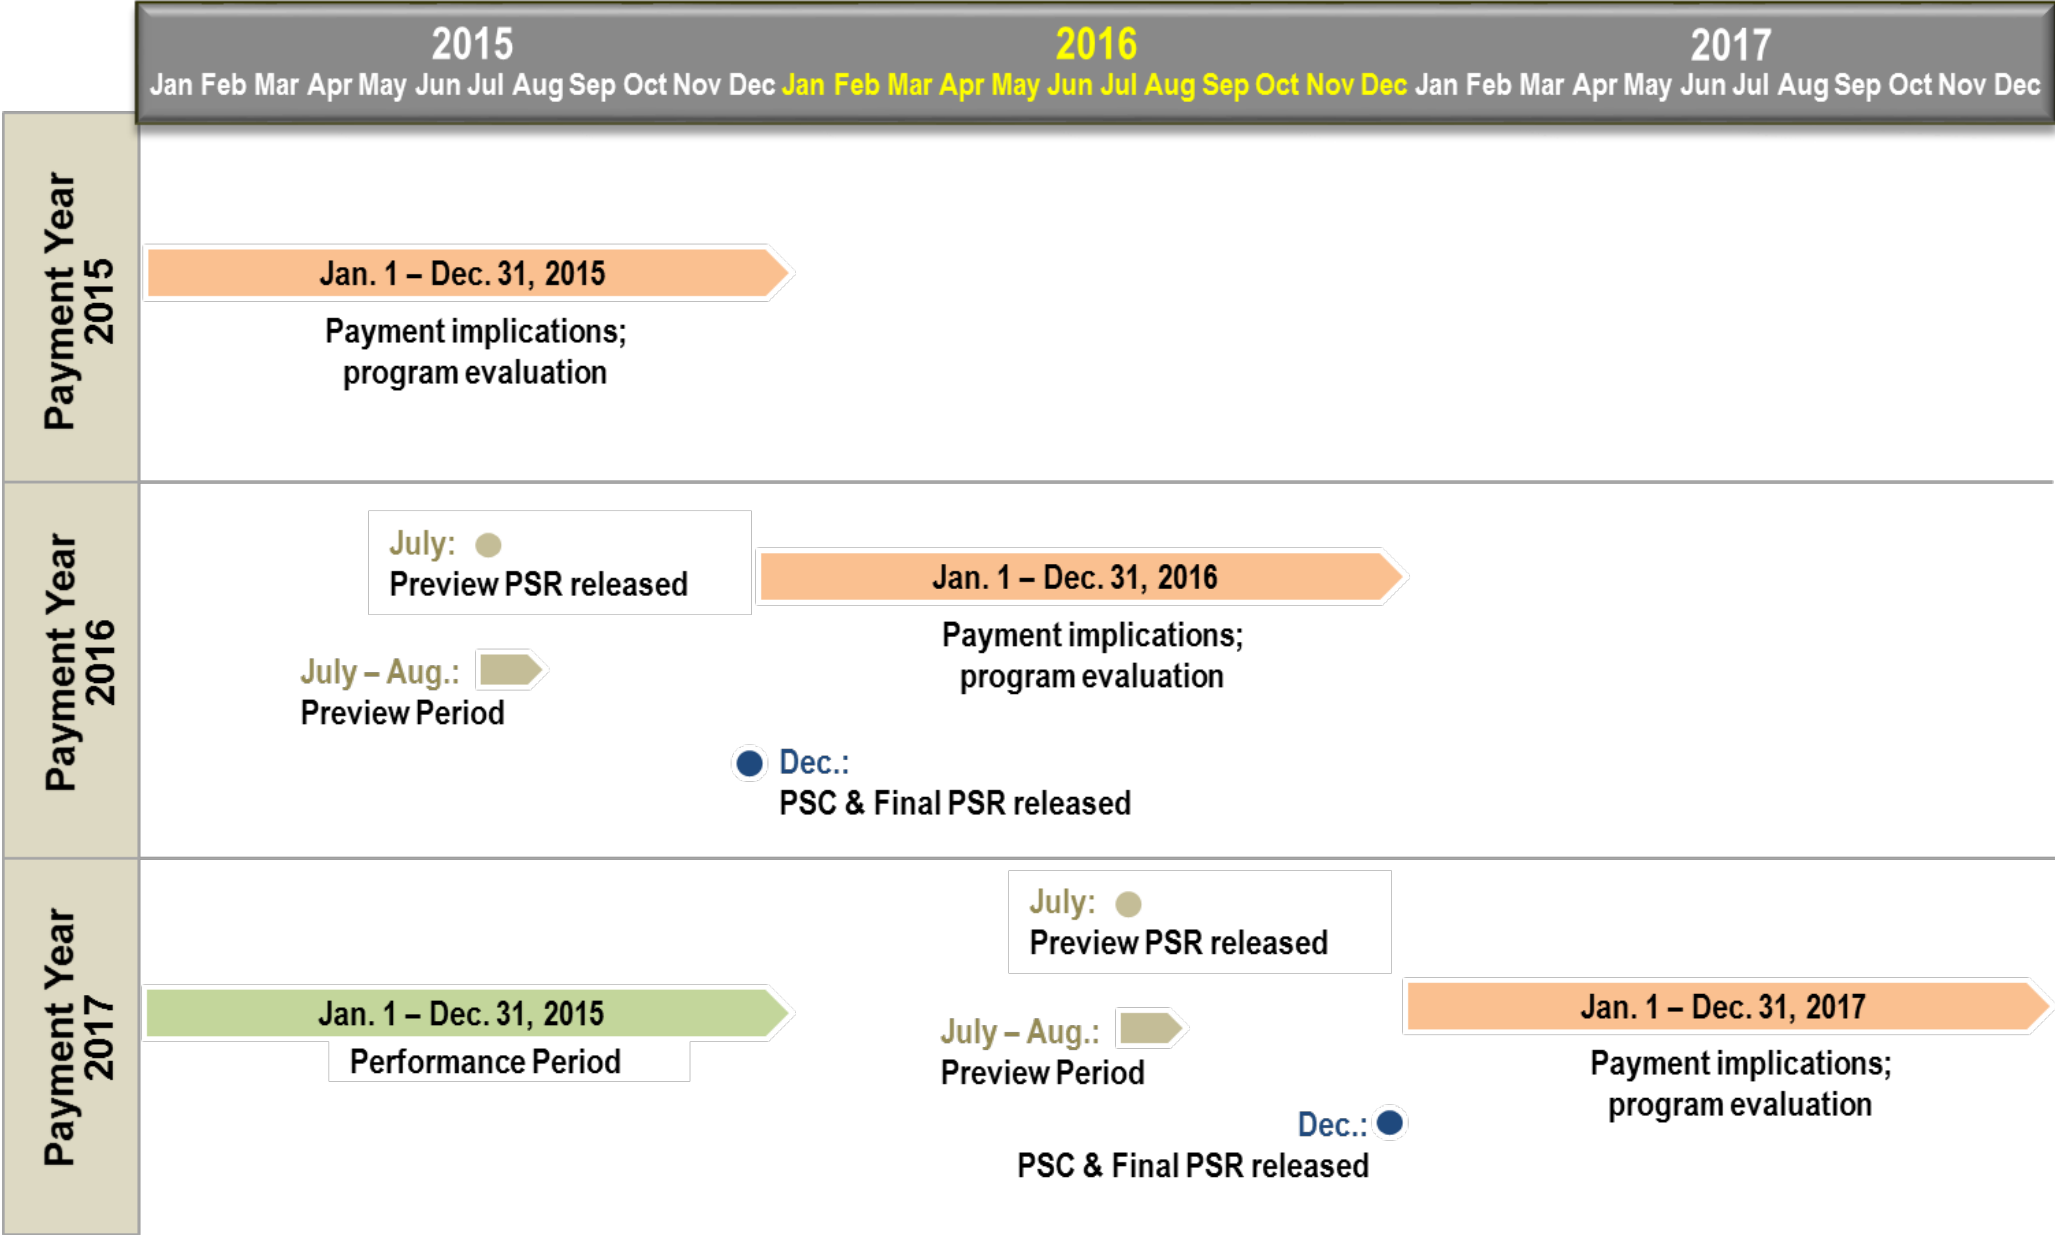 2015
2016
2017
Jan Feb Mar Apr May Jun Jul Aug Sep Oct Nov Dec Jan Feb Mar Apr May Jun Jul Aug Sep Oct Nov Dec Jan Feb Mar Apr May Jun Jul Aug Sep Oct Nov Dec
Payment Year
2015
Jan. 1 – Dec. 31, 2015
Payment implications;
program evaluation
Payment Year
2016
July:
Preview PSR released
Jan. 1 – Dec. 31, 2016
Payment implications;
program evaluation
July – Aug.:
Preview Period
Dec.:
PSC & Final PSR released
Payment Year
2017
July:
Preview PSR released
Jan. 1 – Dec. 31, 2015
Performance Period
July – Aug.:
Preview Period
Jan. 1 – Dec. 31, 2017
Payment implications;
program evaluation
Dec.:
PSC & Final PSR released